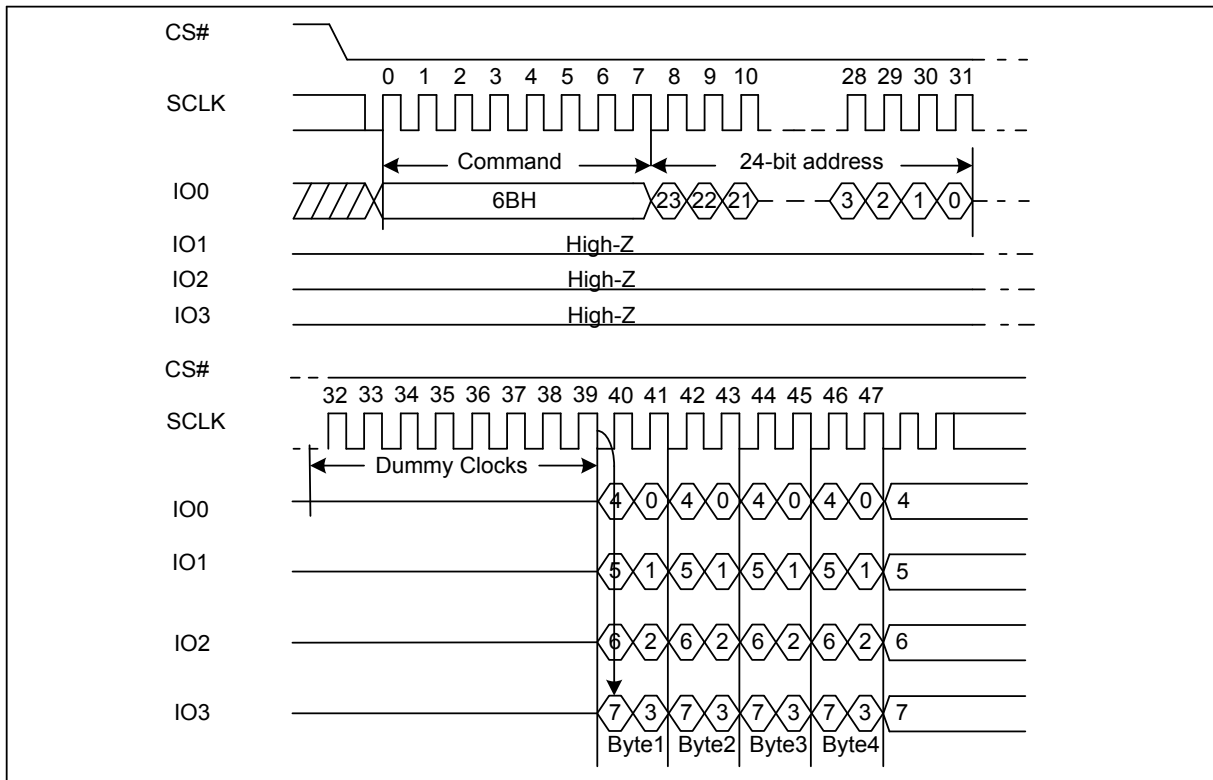 CS#
0 1 2 3 4 5 6 7 8 9 10 28 29 30 31
SCLK
Command 24-bit address
IO0 6BH 23 22 21 3 2 1 0
IO1 High-Z
IO2 High-Z
IO3 High-Z
CS#
32 33 34 35 36 37 38 39 40 41 42 43 44 45 46 47
SCLK
Dummy Clocks
IO0 4 0 4 0 4 0 4 0 4
IO1 5 1 5 1 5 1 5 1 5
IO2 6 2 6 2 6 2 6 2 6
IO3 7 3 7 3 7 3 7 3 7
Byte1 Byte2 Byte3 Byte4